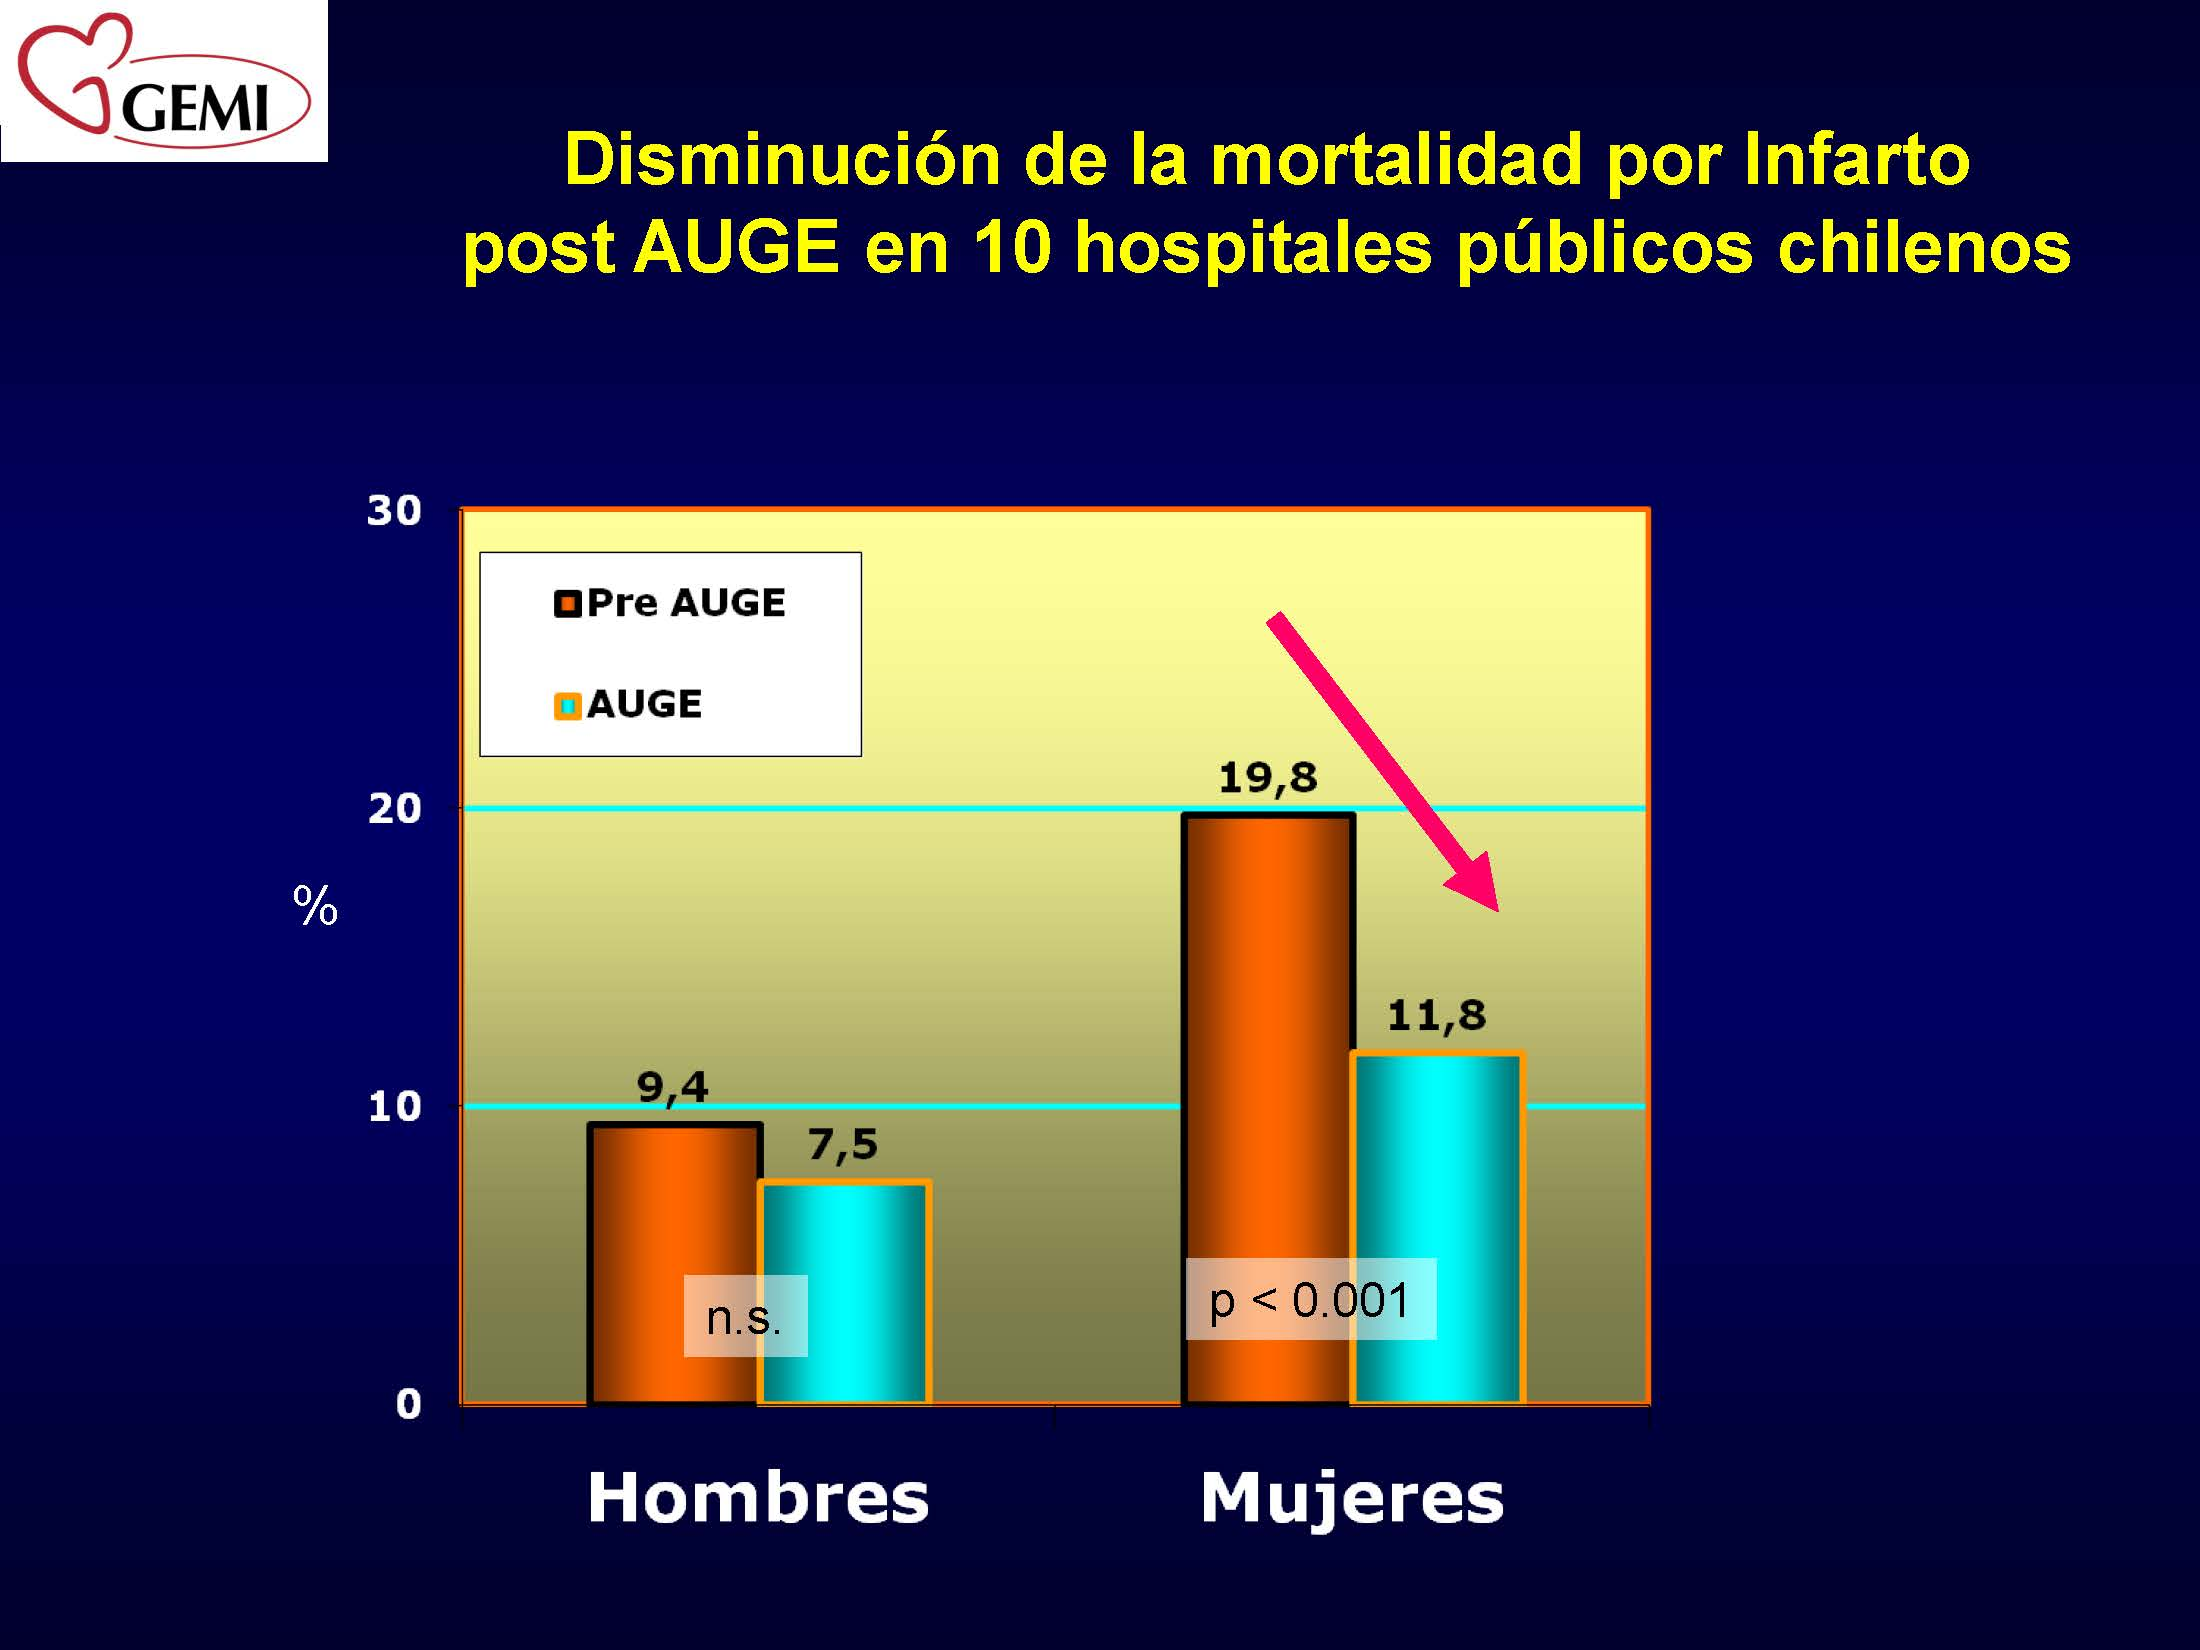 GEMI
Disminución de la mortalidad por Infarto
post AUGE en 10 hospitales públicos chilenos
30
Pre AUGE
AUGE
19,8
20
%
11,8
9,4
10
7,5
p < 0.001
n.s.
0
Hombres Mujeres